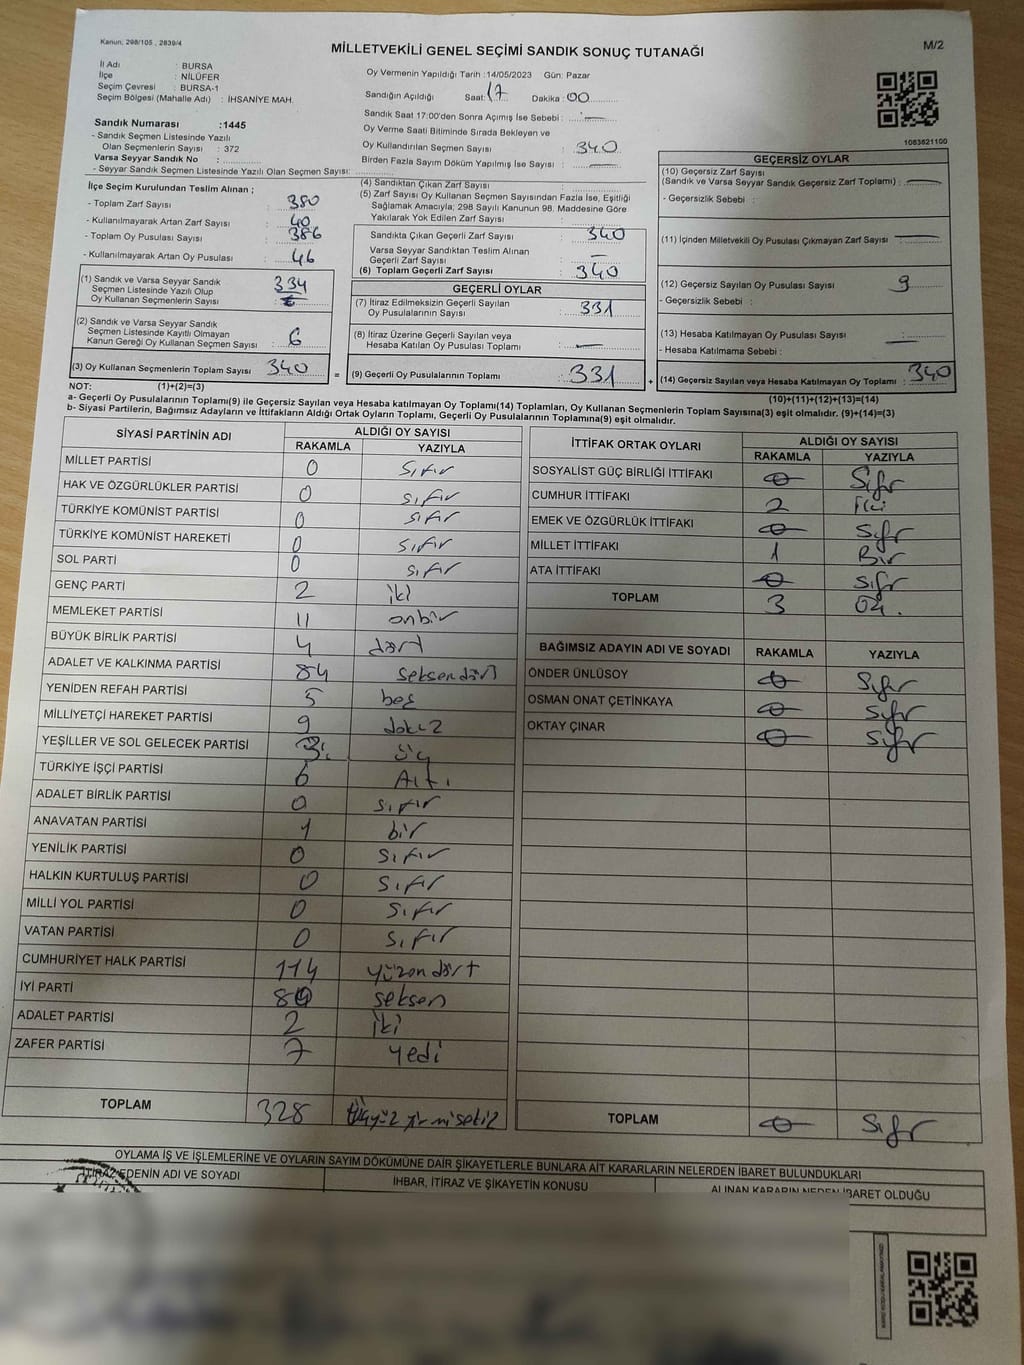 Kanun; 298/105 , 2839/4
MİLLETVEKİLİ GENEL SEÇİMİ SANDIK SONUÇ TUTANAĞI
M/2
İl Adı : BURSA
İlçe : NİLÜFER
Seçim Çevresi : BURSA-1
Seçim Bölgesi (Mahalle Adı) : İHSANİYE MAH.
Sandık Numarası :1445
- Sandık Seçmen Listesinde Yazılı
Olan Seçmenlerin Sayısı : 372
Varsa Seyyar Sandık No :
- Seyyar Sandık Seçmen Listesinde Yazılı Olan Seçmen Sayısı:
Oy Vermenin Yapıldığı Tarih :14/05/2023 Gün: Pazar
Sandığın Açıldığı Saat: 17 Dakika : 00
Sandık Saat 17:00'den Sonra Açımış İse Sebebi : —
Oy Verme Saati Bitiminde Sırada Bekleyen ve
Oy Kullandırılan Seçmen Sayısı : 340
Birden Fazla Sayım Döküm Yapılmış İse Sayısı : —
1083621100
İlçe Seçim Kurulundan Teslim Alınan ;
- Toplam Zarf Sayısı : 380
- Kullanılmayarak Artan Zarf Sayısı : 40
- Toplam Oy Pusulası Sayısı : 386
- Kullanılmayarak Artan Oy Pusulası : 46
(1) Sandık ve Varsa Seyyar Sandık
Seçmen Listesinde Yazılı Olup
Oy Kullanan Seçmenlerin Sayısı : 334
(2) Sandık ve Varsa Seyyar Sandık
Seçmen Listesinde Kayıtlı Olmayan
Kanun Gereği Oy Kullanan Seçmen Sayısı : 6
(3) Oy Kullanan Seçmenlerin Toplam Sayısı : 340
(4) Sandıktan Çıkan Zarf Sayısı :
(5) Zarf Sayısı Oy Kullanan Seçmen Sayısından Fazla İse, Eşitliği
Sağlamak Amacıyla; 298 Sayılı Kanunun 98. Maddesine Göre
Yakılarak Yok Edilen Zarf Sayısı :
Sandıkta Çıkan Geçerli Zarf Sayısı : 340
Varsa Seyyar Sandıktan Teslim Alınan
Geçerli Zarf Sayısı : —
(6) Toplam Geçerli Zarf Sayısı : 340
GEÇERLİ OYLAR
(7) İtiraz Edilmeksizin Geçerli Sayılan
Oy Pusulalarının Sayısı : 331
(8) İtiraz Üzerine Geçerli Sayılan veya
Hesaba Katılan Oy Pusulası Toplamı : —
= (9) Geçerli Oy Pusulalarının Toplamı : 331
GEÇERSİZ OYLAR
(10) Geçersiz Zarf Sayısı
(Sandık ve Varsa Seyyar Sandık Geçersiz Zarf Toplamı) : —
- Geçersizlik Sebebi :
(11) İçinden Milletvekili Oy Pusulası Çıkmayan Zarf Sayısı : —
(12) Geçersiz Sayılan Oy Pusulası Sayısı : 9
- Geçersizlik Sebebi :
(13) Hesaba Katılmayan Oy Pusulası Sayısı : —
- Hesaba Katılmama Sebebi :
+ (14) Geçersiz Sayılan veya Hesaba Katılmayan Oy Toplamı : 340
NOT: (1)+(2)=(3)
(10)+(11)+(12)+(13)=(14)
a- Geçerli Oy Pusulalarının Toplamı(9) ile Geçersiz Sayılan veya Hesaba katılmayan Oy Toplamı(14) Toplamları, Oy Kullanan Seçmenlerin Toplam Sayısına(3) eşit olmalıdır. (9)+(14)=(3)
b- Siyasi Partilerin, Bağımsız Adayların ve İttifakların Aldığı Ortak Oyların Toplamı, Geçerli Oy Pusulalarının Toplamına(9) eşit olmalıdır.
SİYASİ PARTİNİN ADI ALDIĞI OY SAYISI
RAKAMLA YAZIYLA
MİLLET PARTİSİ 0 sıfır
HAK VE ÖZGÜRLÜKLER PARTİSİ 0 sıfır
TÜRKİYE KOMÜNİST PARTİSİ 0 sıfır
TÜRKİYE KOMÜNİST HAREKETİ 0 sıfır
SOL PARTİ 0 sıfır
GENÇ PARTİ 2 iki
MEMLEKET PARTİSİ 11 onbir
BÜYÜK BİRLİK PARTİSİ 4 dört
ADALET VE KALKINMA PARTİSİ 84 seksendört
YENİDEN REFAH PARTİSİ 5 beş
MİLLİYETÇİ HAREKET PARTİSİ 9 dokuz
YEŞİLLER VE SOL GELECEK PARTİSİ 3 üç
TÜRKİYE İŞÇİ PARTİSİ 6 Altı
ADALET BİRLİK PARTİSİ 0 sıfır
ANAVATAN PARTİSİ 1 bir
YENİLİK PARTİSİ 0 sıfır
HALKIN KURTULUŞ PARTİSİ 0 sıfır
MİLLİ YOL PARTİSİ 0 sıfır
VATAN PARTİSİ 0 sıfır
CUMHURİYET HALK PARTİSİ 114 yüzondört
İYİ PARTİ 80 seksen
ADALET PARTİSİ 2 iki
ZAFER PARTİSİ 7 yedi
TOPLAM 328 üçyüzyirmisekiz
İTTİFAK ORTAK OYLARI ALDIĞI OY SAYISI
RAKAMLA YAZIYLA
SOSYALİST GÜÇ BİRLİĞİ İTTİFAKI 0 Sıfır
CUMHUR İTTİFAKI 2 İki
EMEK VE ÖZGÜRLÜK İTTİFAKI 0 Sıfır
MİLLET İTTİFAKI 1 Bir
ATA İTTİFAKI 0 Sıfır
TOPLAM 3 Üç.
BAĞIMSIZ ADAYIN ADI VE SOYADI RAKAMLA YAZIYLA
ÖNDER ÜNLÜSOY 0 Sıfır
OSMAN ONAT ÇETİNKAYA 0 Sıfır
OKTAY ÇINAR 0 Sıfır
TOPLAM 0 Sıfır
OYLAMA İŞ VE İŞLEMLERİNE VE OYLARIN SAYIM DÖKÜMÜNE DAİR ŞİKAYETLERLE BUNLARA AİT KARARLARIN NELERDEN İBARET BULUNDUKLARI
İTİRAZ EDENİN ADI VE SOYADI İHBAR, İTİRAZ VE ŞİKAYETİN KONUSU ALINAN KARARIN NEDEN İBARET OLDUĞU